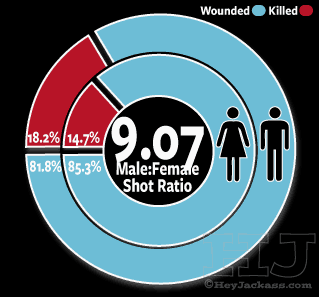 Wounded Killed
18.2% 14.7%
81.8% 85.3%
9.07
Male:Female
Shot Ratio
HJ
©HeyJackass.com